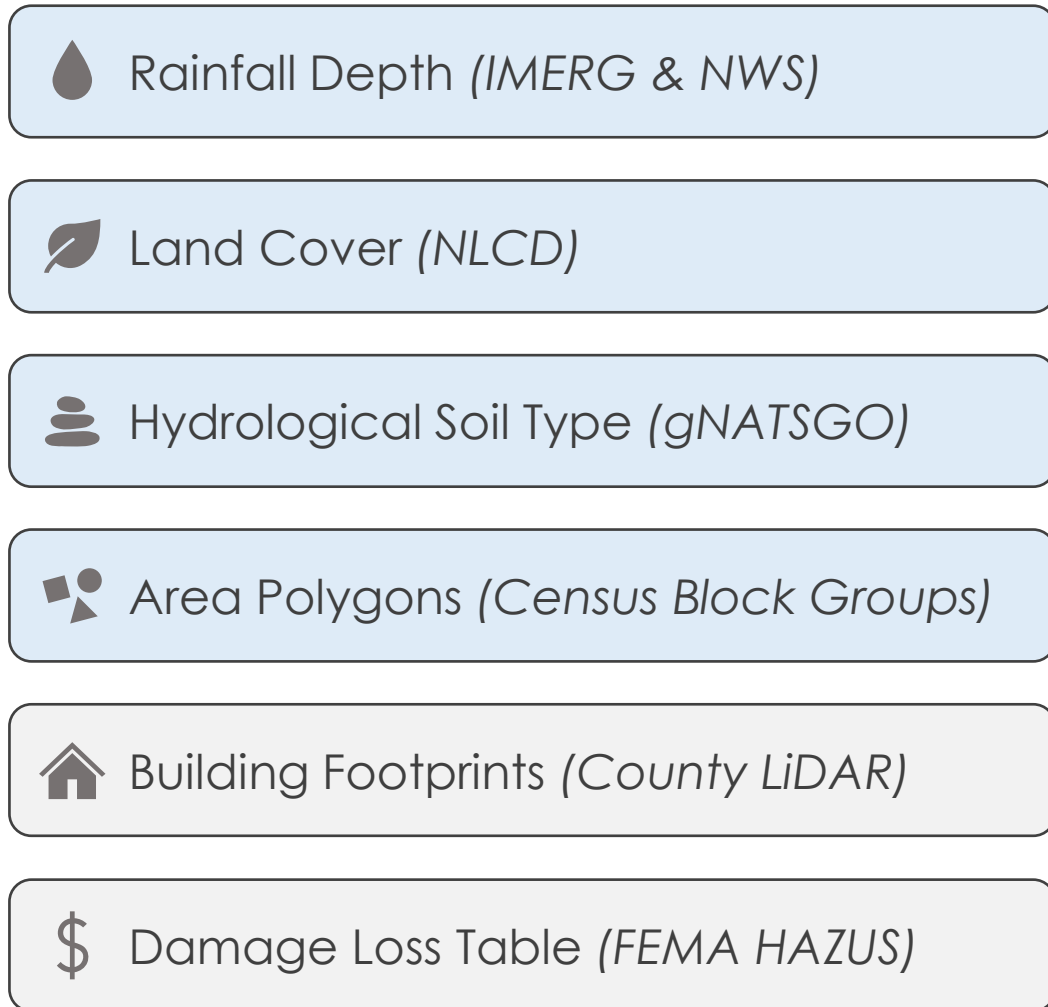 Rainfall Depth (IMERG & NWS)
Land Cover (NLCD)
Hydrological Soil Type (gNATSGO)
Area Polygons (Census Block Groups)
Building Footprints (County LiDAR)
$ Damage Loss Table (FEMA HAZUS)